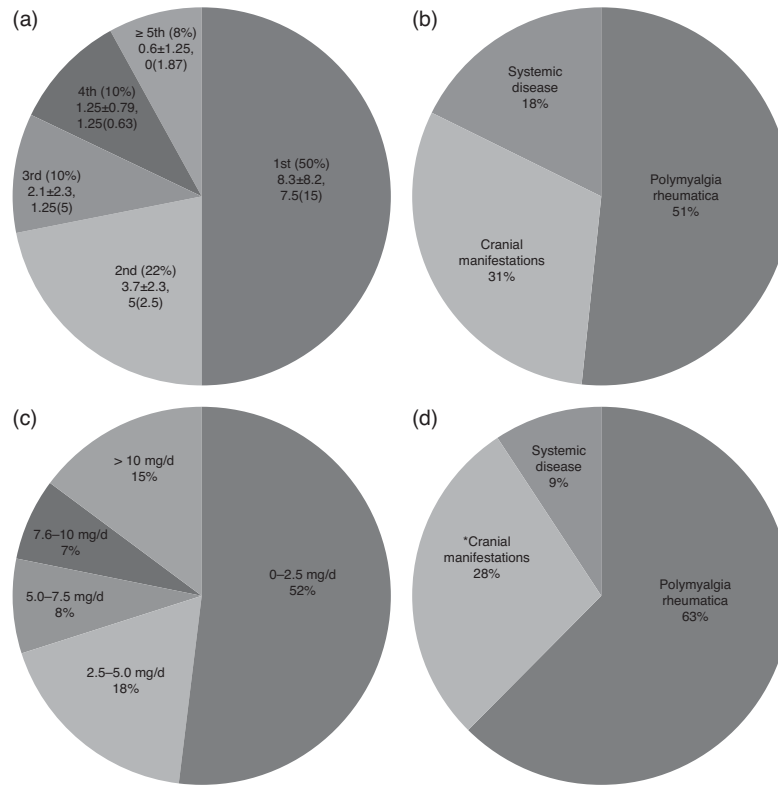 (a)
≥ 5th (8%)
0.6±1.25,
0(1.87)
4th (10%)
1.25±0.79,
1.25(0.63)
3rd (10%)
2.1±2.3,
1.25(5)
2nd (22%)
3.7±2.3,
5(2.5)
1st (50%)
8.3±8.2,
7.5(15)
(b)
Systemic
disease
18%
Cranial
manifestations
31%
Polymyalgia
rheumatica
51%
(c)
> 10 mg/d
15%
7.6–10 mg/d
7%
5.0–7.5 mg/d
8%
2.5–5.0 mg/d
18%
0–2.5 mg/d
52%
(d)
Systemic
disease
9%
*Cranial
manifestations
28%
Polymyalgia
rheumatica
63%